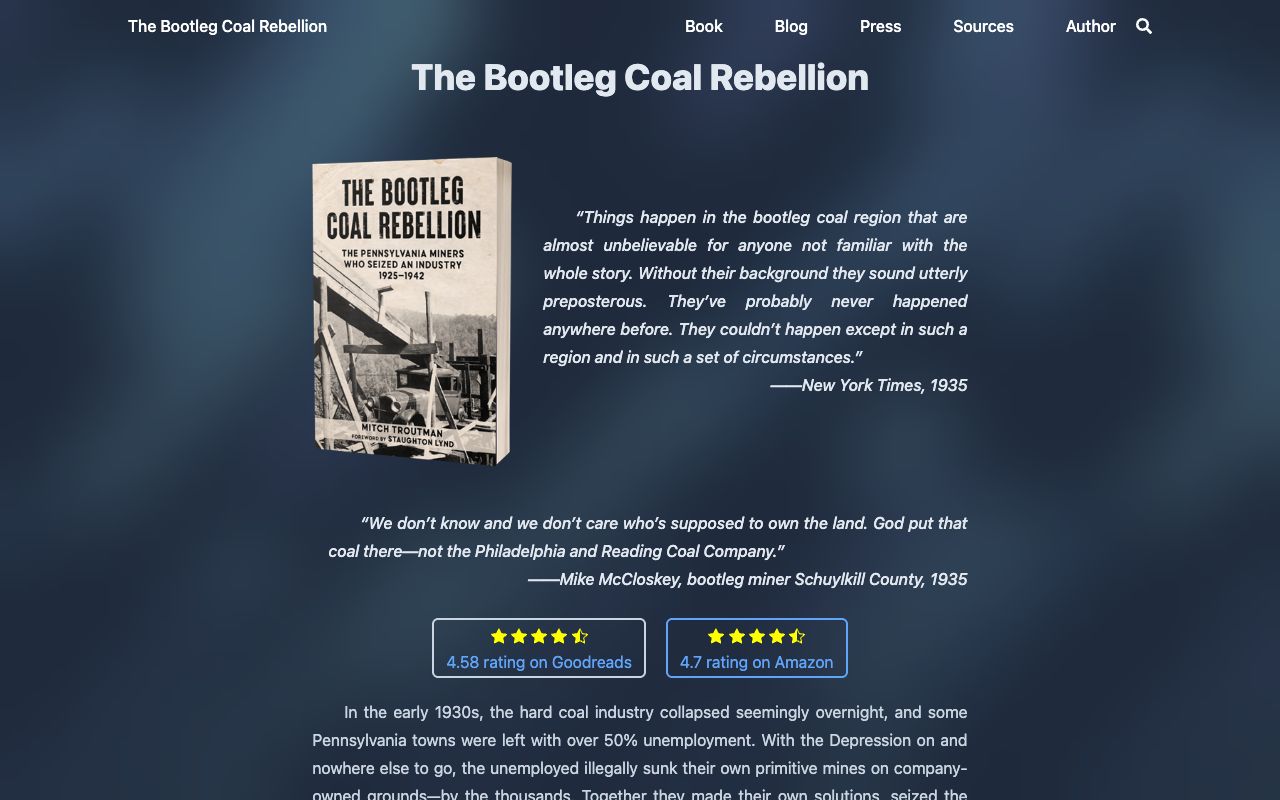 The Bootleg Coal Rebellion
Book
Blog
Press
Sources
Author
The Bootleg Coal Rebellion
THE BOOTLEG
COAL REBELLION
THE PENNSYLVANIA MINERS
WHO SEIZED AN INDUSTRY
1925–1942
MITCH TROUTMAN
FOREWORD BY STAUGHTON LYND
“Things happen in the bootleg coal region that are
almost unbelievable for anyone not familiar with the
whole story. Without their background they sound utterly
preposterous. They’ve probably never happened
anywhere before. They couldn’t happen except in such a
region and in such a set of circumstances.”
——New York Times, 1935
“We don’t know and we don’t care who’s supposed to own the land. God put that
coal there—not the Philadelphia and Reading Coal Company.”
——Mike McCloskey, bootleg miner Schuylkill County, 1935
4.58 rating on Goodreads
4.7 rating on Amazon
In the early 1930s, the hard coal industry collapsed seemingly overnight, and some
Pennsylvania towns were left with over 50% unemployment. With the Depression on and
nowhere else to go, the unemployed illegally sunk their own primitive mines on company-
owned grounds—by the thousands. Together they made their own solutions, seized the